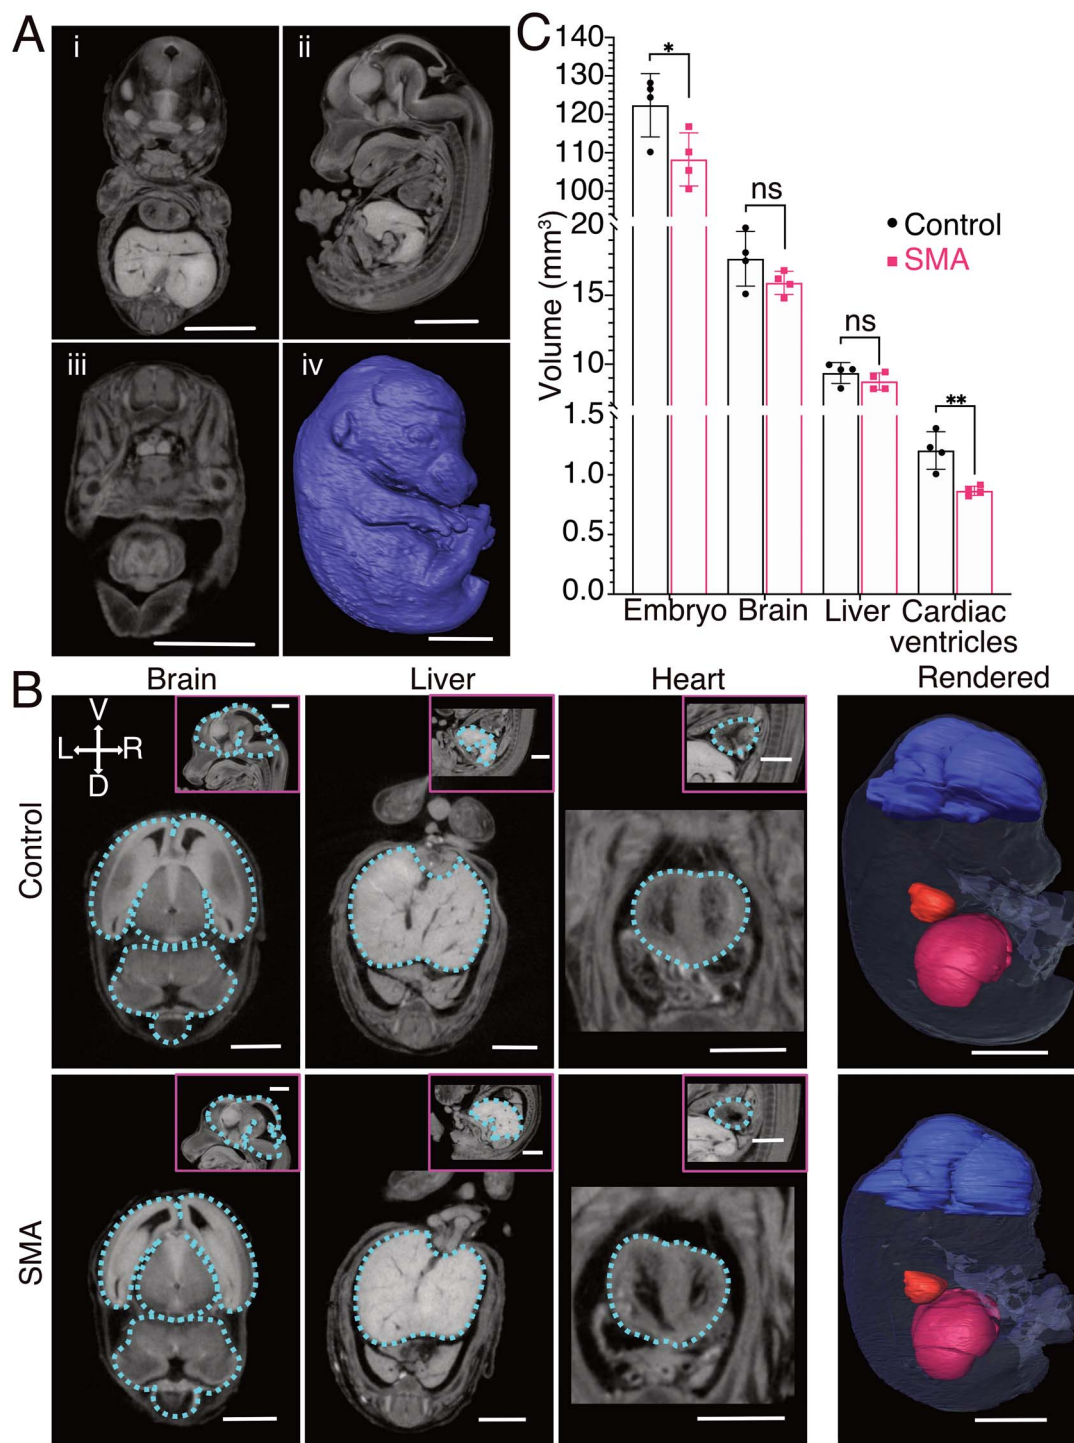 A
i
ii
iii
iv
C
Volume (mm³)
140
130
120
110
100
20
15
10
1.5
1.0
0.5
0.0
*
ns
ns
**
Control
SMA
Embryo
Brain
Liver
Cardiac
ventricles
B
Brain
Liver
Heart
Rendered
V
L
R
D
Control
SMA